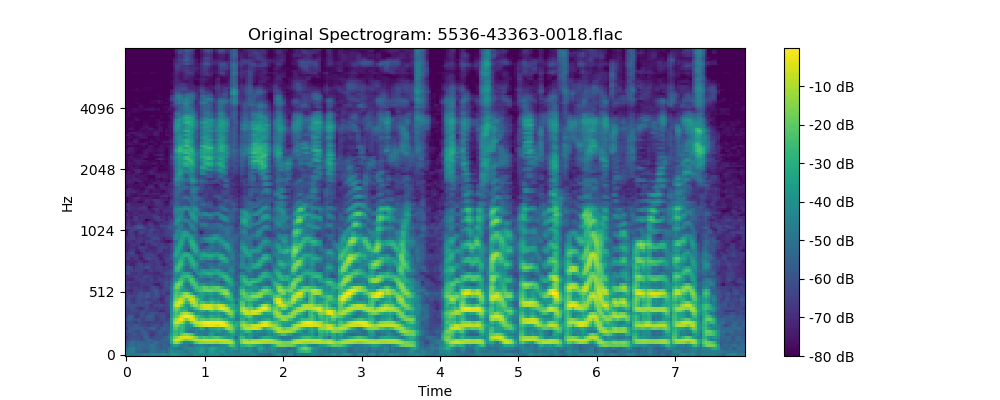 Original Spectrogram: 5536-43363-0018.flac
Hz
4096
2048
1024
512
0
0 1 2 3 4 5 6 7
Time
-10 dB
-20 dB
-30 dB
-40 dB
-50 dB
-60 dB
-70 dB
-80 dB